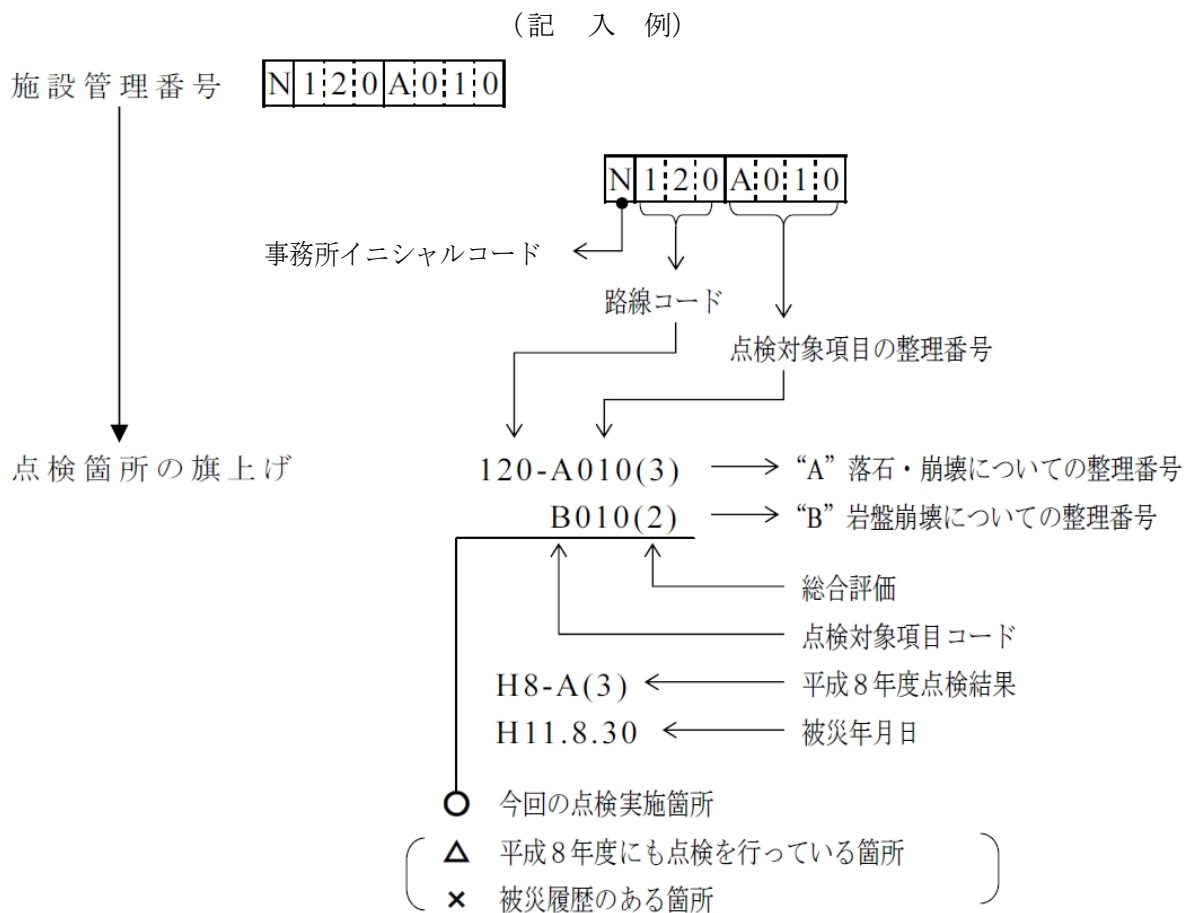 (記 入 例)
施設管理番号 N120A010
N120A010
事務所イニシャルコード
路線コード
点検対象項目の整理番号
点検箇所の旗上げ 120-A010(3) “A” 落石・崩壊についての整理番号
B010(2) “B” 岩盤崩壊についての整理番号
総合評価
点検対象項目コード
H8-A(3) 平成8年度点検結果
H11.8.30 被災年月日
○ 今回の点検実施箇所
△ 平成8年度にも点検を行っている箇所
× 被災履歴のある箇所